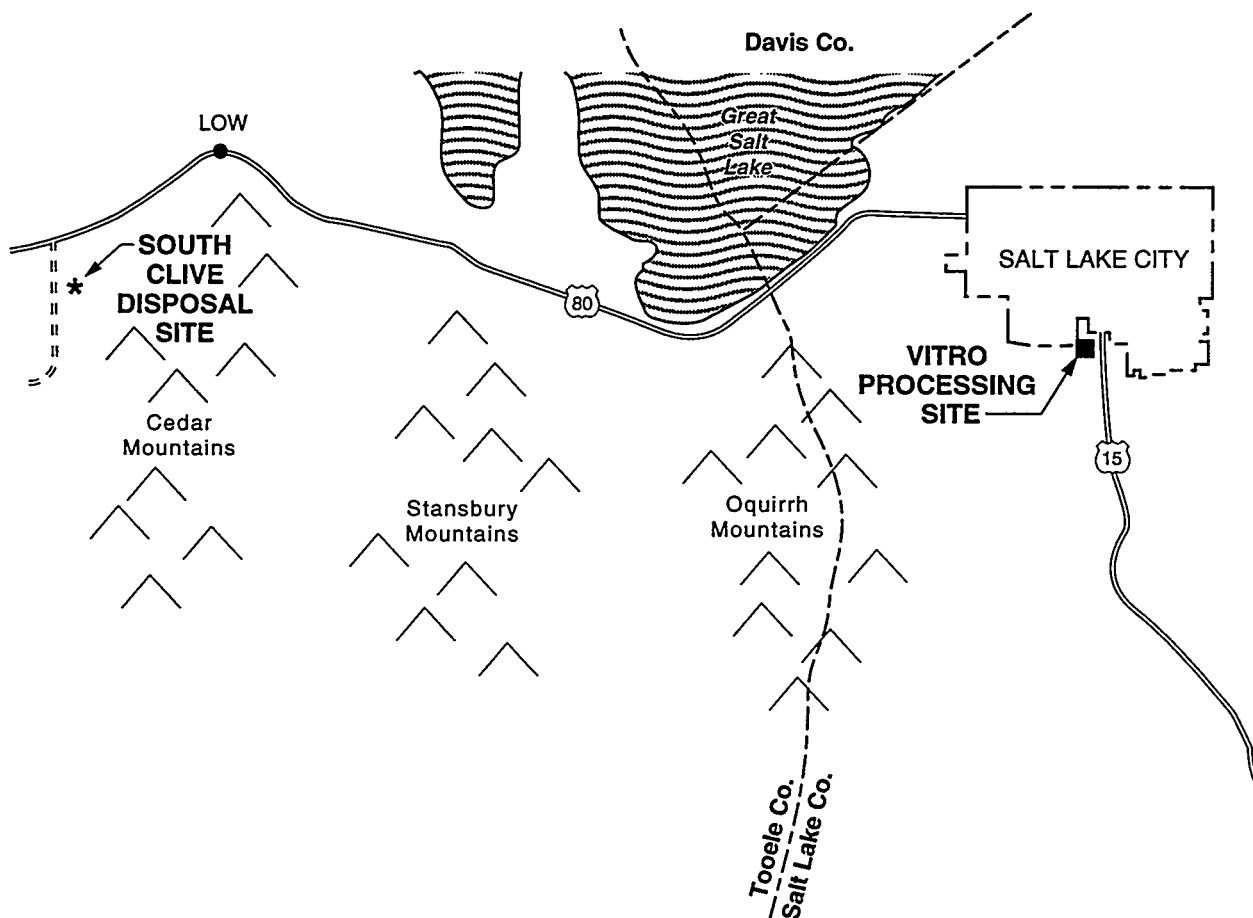 Davis Co.
LOW
Great
Salt
Lake
SOUTH
CLIVE
DISPOSAL
SITE
*
SALT LAKE CITY
80
VITRO
PROCESSING
SITE
15
Cedar
Mountains
Stansbury
Mountains
Oquirrh
Mountains
Tooele Co.
Salt Lake Co.